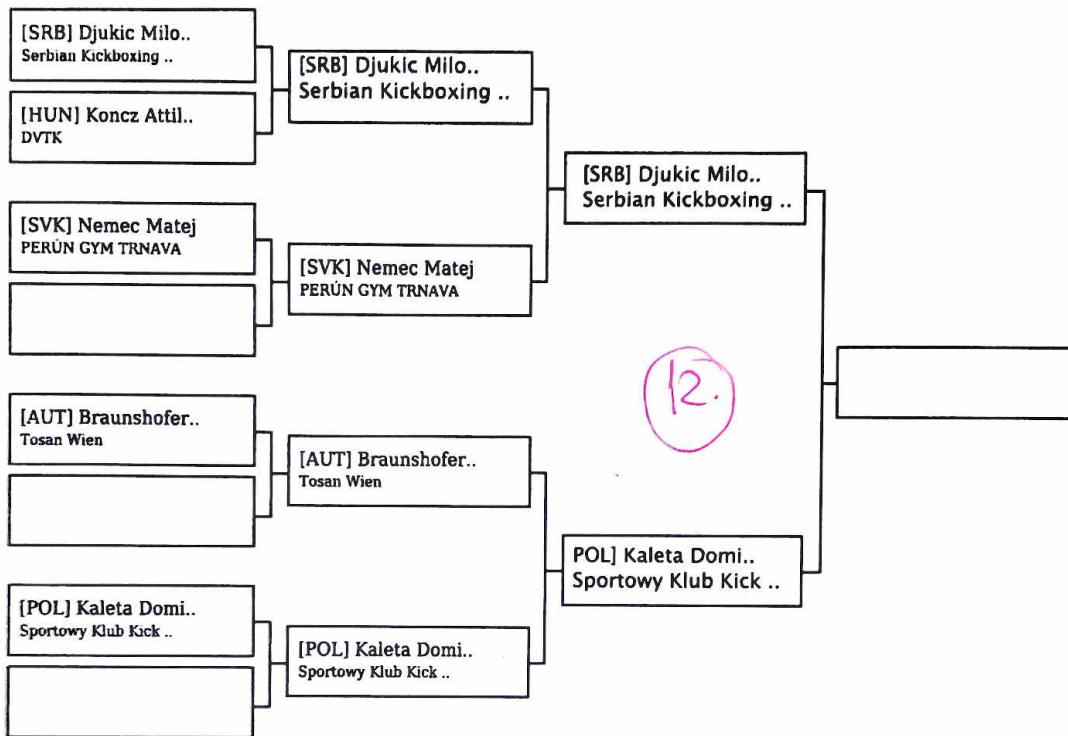 [SRB] Djukic Milo..
Serbian Kickboxing ..
[HUN] Koncz Attil..
DVTK
[SVK] Nemec Matej
PERÚN GYM TRNAVA
[AUT] Braunshofer..
Tosan Wien
[POL] Kaleta Domi..
Sportowy Klub Kick ..
[SRB] Djukic Milo..
Serbian Kickboxing ..
[SVK] Nemec Matej
PERÚN GYM TRNAVA
[AUT] Braunshofer..
Tosan Wien
[POL] Kaleta Domi..
Sportowy Klub Kick ..
[SRB] Djukic Milo..
Serbian Kickboxing ..
12.
POL] Kaleta Domi..
Sportowy Klub Kick ..